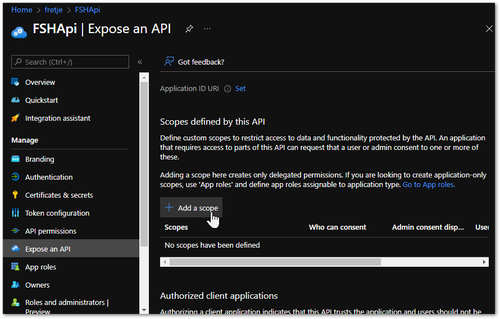 Home > fretje > FSHApi
FSHApi | Expose an API
Search (Ctrl+/)
Overview
Quickstart
Integration assistant
Manage
Branding
Authentication
Certificates & secrets
Token configuration
API permissions
Expose an API
App roles
Owners
Roles and administrators |
Preview
Got feedback?
Application ID URI Set
Scopes defined by this API
Define custom scopes to restrict access to data and functionality protected by the API. An application
that requires access to parts of this API can request that a user or admin consent to one or more of
these.
Adding a scope here creates only delegated permissions. If you are looking to create application-only
scopes, use 'App roles' and define app roles assignable to application type. Go to App roles.
Add a scope
Scopes Who can consent Admin consent disp... User
No scopes have been defined
Authorized client applications
Authorizing a client application indicates that this API trusts the application and users should not be